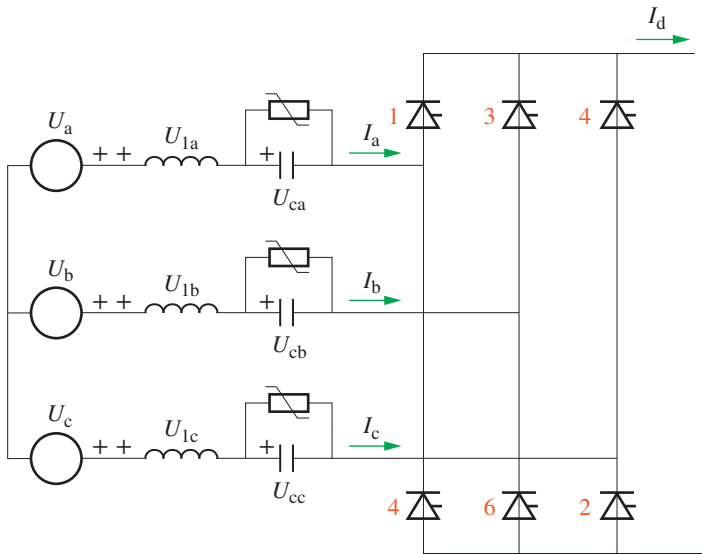 I_d
1 3 4
U_a
+ + U_1a + I_a
U_ca
U_b
+ + U_1b + I_b
U_cb
U_c
+ + U_1c + I_c
U_cc
4 6 2